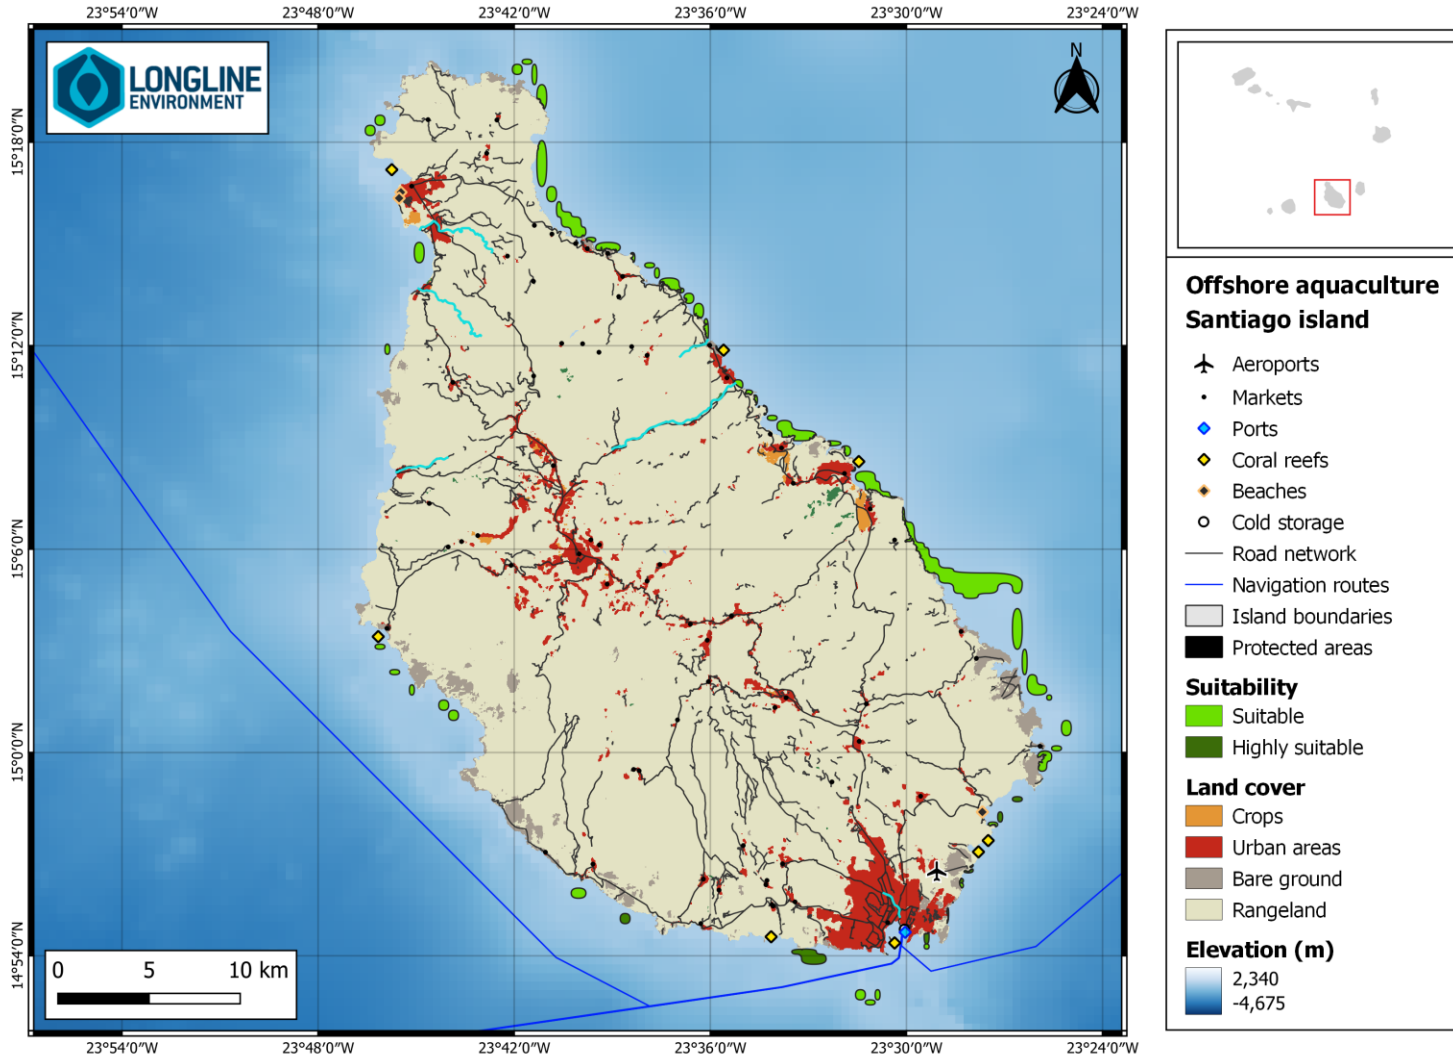 23°54'0"W 23°48'0"W 23°42'0"W 23°36'0"W 23°30'0"W 23°24'0"W
LONGLINE
ENVIRONMENT
N
15°18'0"N
15°12'0"N
15°6'0"N
15°0'0"N
14°54'0"N
0 5 10 km
23°54'0"W 23°48'0"W 23°42'0"W 23°36'0"W 23°30'0"W 23°24'0"W
Offshore aquaculture
Santiago island
Aeroports
Markets
Ports
Coral reefs
Beaches
Cold storage
Road network
Navigation routes
Island boundaries
Protected areas
Suitability
Suitable
Highly suitable
Land cover
Crops
Urban areas
Bare ground
Rangeland
Elevation (m)
2,340
-4,675